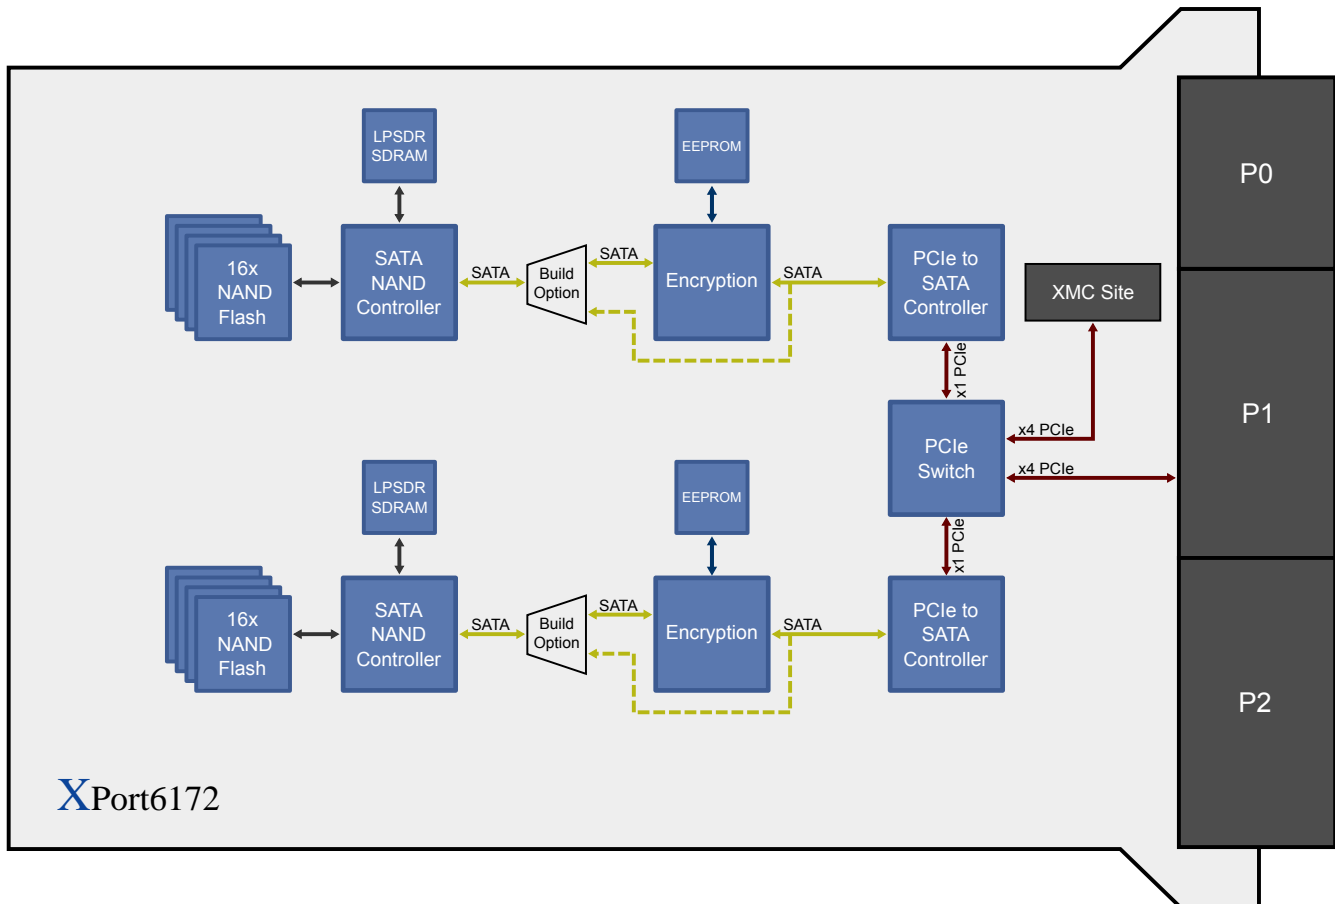 LPSDR
SDRAM
EEPROM
P0
16x
NAND
Flash
SATA
NAND
Controller
SATA
Build
Option
SATA
Encryption
SATA
PCIe to
SATA
Controller
XMC Site
x1 PCIe
PCIe
Switch
x4 PCIe
x4 PCIe
P1
LPSDR
SDRAM
EEPROM
x1 PCIe
16x
NAND
Flash
SATA
NAND
Controller
SATA
Build
Option
SATA
Encryption
SATA
PCIe to
SATA
Controller
P2
XPort6172